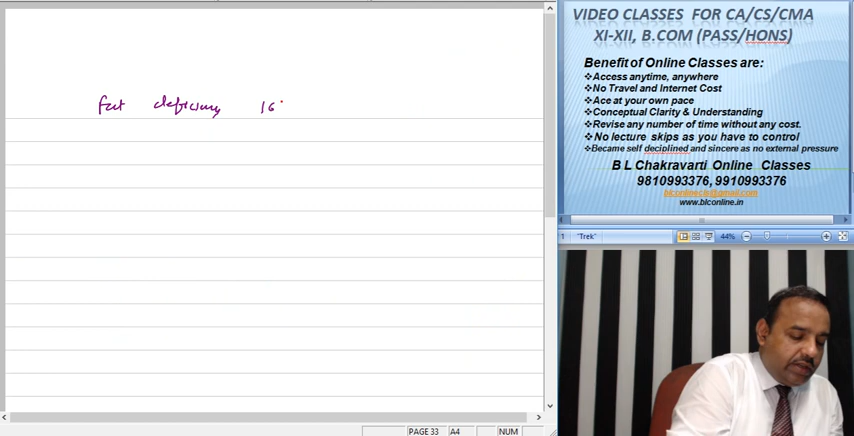 fat deficiency 16
VIDEO CLASSES FOR CA/CS/CMA
XI-XII, B.COM (PASS/HONS)
Benefit of Online Classes are:
❖Access anytime, anywhere
❖No Travel and Internet Cost
❖Ace at your own pace
❖Conceptual Clarity & Understanding
❖Revise any number of time without any cost.
❖No lecture skips as you have to control
❖Became self deciplined and sincere as no external pressure
B L Chakravarti Online Classes
9810993376, 9910993376
www.blconline.in
1 "Trek" 44%
PAGE 33 A4 NUM